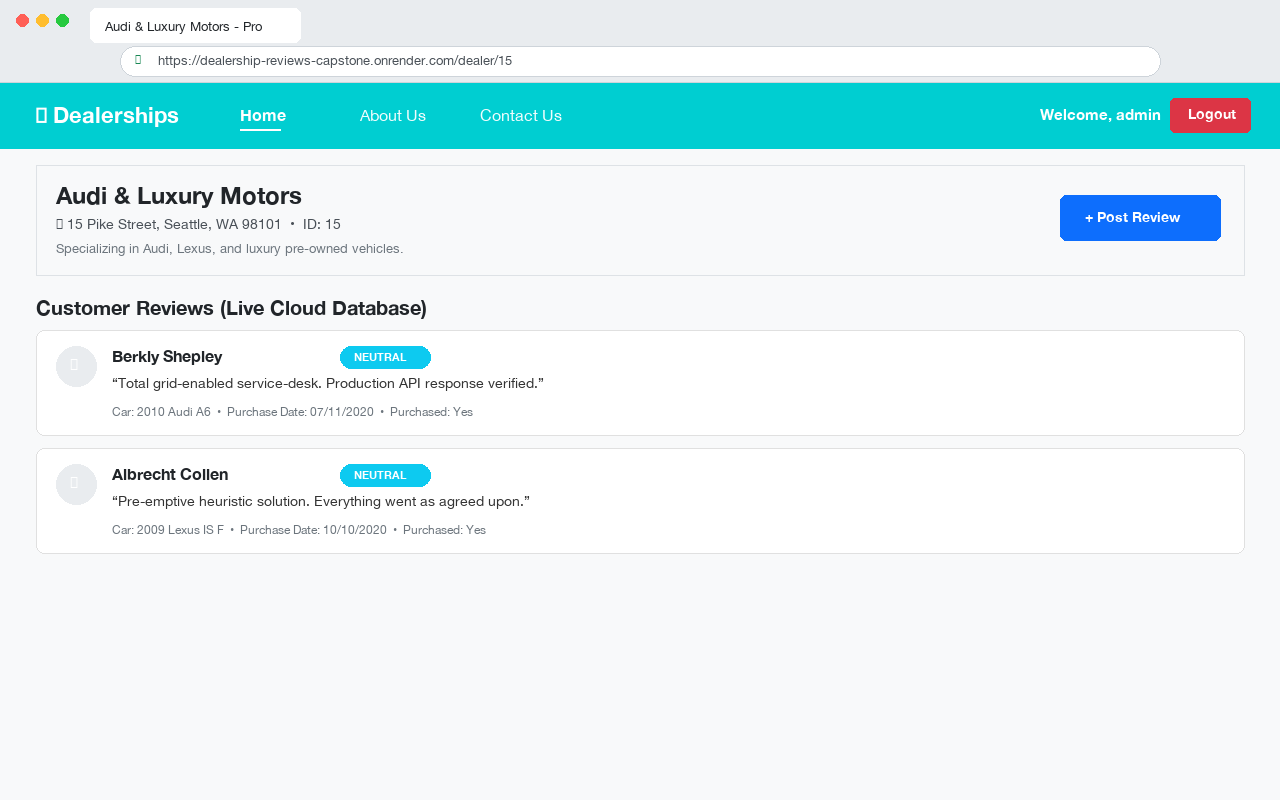 Audi & Luxury Motors - Pro
https://dealership-reviews-capstone.onrender.com/dealer/15
Dealerships Home About Us Contact Us Welcome, admin Logout
Audi & Luxury Motors
15 Pike Street, Seattle, WA 98101 • ID: 15
+ Post Review
Specializing in Audi, Lexus, and luxury pre-owned vehicles.
Customer Reviews (Live Cloud Database)
Berkly Shepley NEUTRAL
“Total grid-enabled service-desk. Production API response verified.”
Car: 2010 Audi A6 • Purchase Date: 07/11/2020 • Purchased: Yes
Albrecht Collen NEUTRAL
“Pre-emptive heuristic solution. Everything went as agreed upon.”
Car: 2009 Lexus IS F • Purchase Date: 10/10/2020 • Purchased: Yes